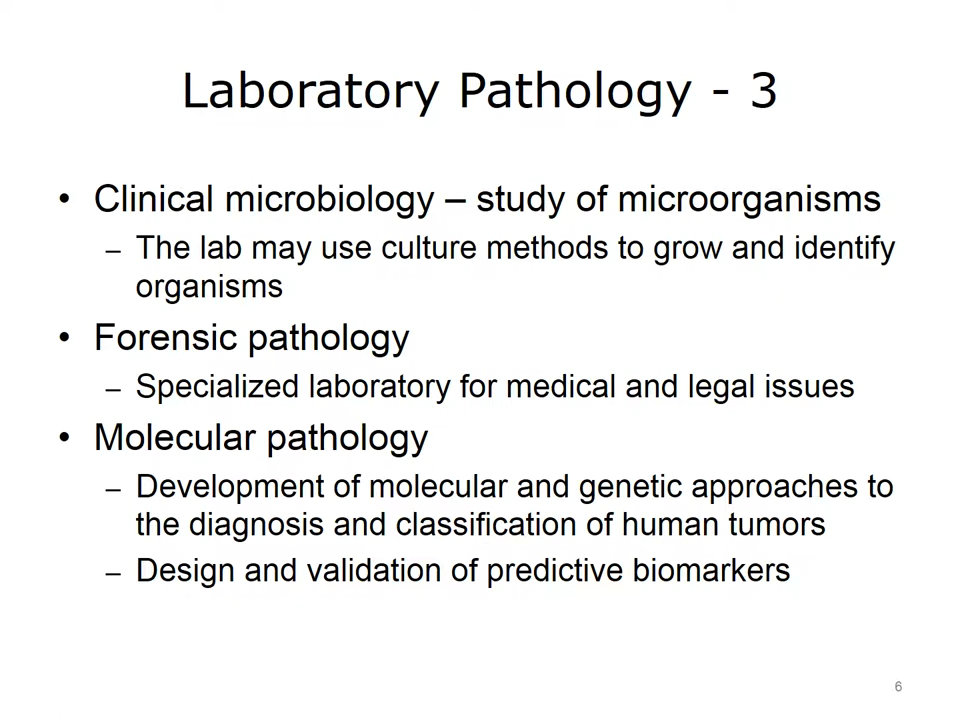 Laboratory Pathology - 3
• Clinical microbiology – study of microorganisms
– The lab may use culture methods to grow and identify
organisms
• Forensic pathology
– Specialized laboratory for medical and legal issues
• Molecular pathology
– Development of molecular and genetic approaches to
the diagnosis and classification of human tumors
– Design and validation of predictive biomarkers
6